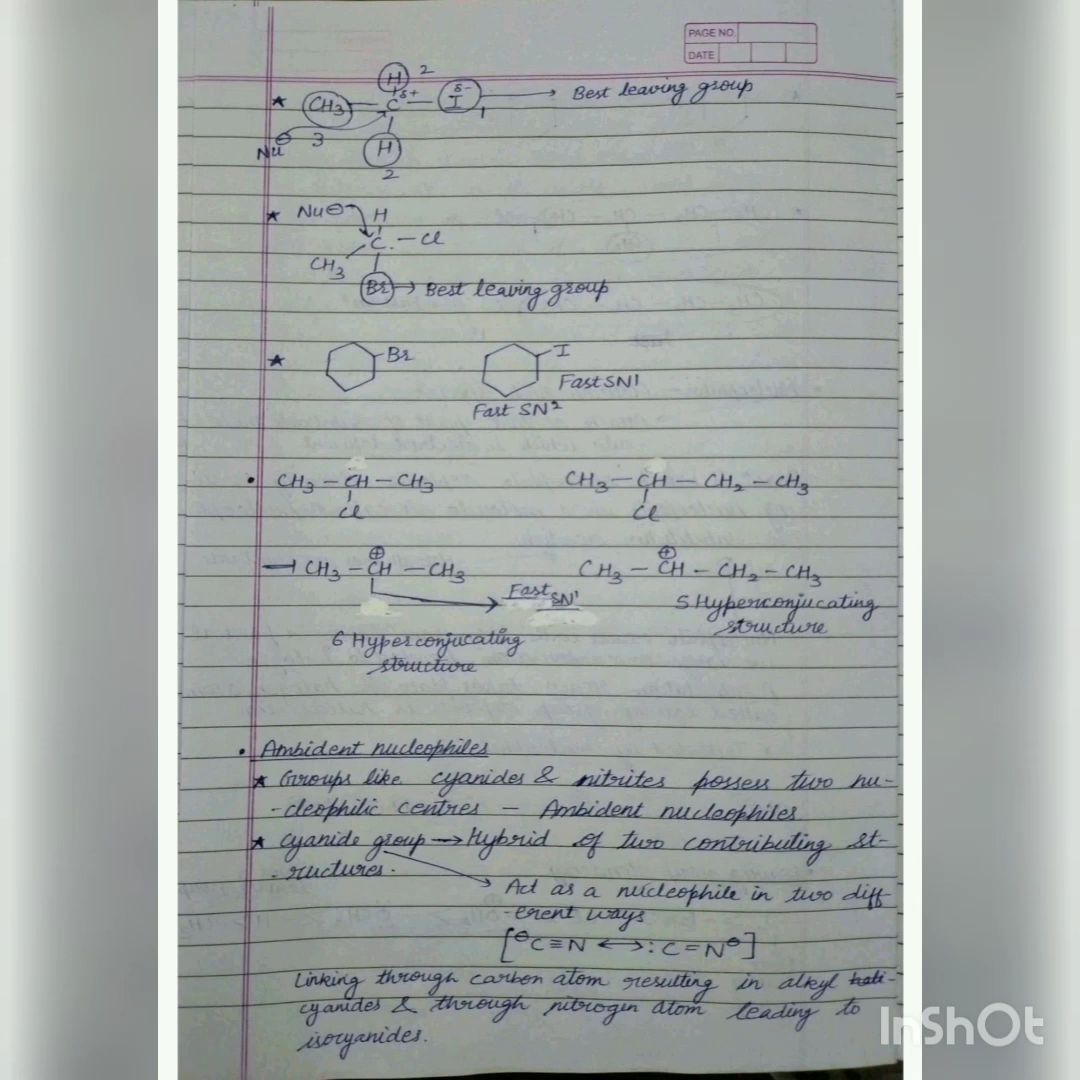 PAGE NO.
DATE
★ CH3 — C δ+ — I δ- 1 → Best leaving group
H 2
Nu⊖ 3
H
2
★ Nu⊖ H
C. — Cl
CH3
Br → Best leaving group
★ Br I
Fast SN1
Fast SN2
• CH3 — CH — CH3 CH3 — CH — CH2 — CH3
Cl Cl
⊕ ⊕
CH3 — CH — CH3 CH3 — CH — CH2 — CH3
Fast SN1 5 Hyperconjucating
structure
6 Hyperconjucating
structure
• Ambident nucleophiles
★ Groups like cyanides & nitrites possess two nu-
-cleophilic centres — Ambident nucleophiles
★ cyanide group → Hybrid of two contributing st-
-ructures.
Act as a nucleophile in two diff
-erent ways
[⊖C≡N ↔ :C=N⊖]
Linking through carbon atom resulting in alkyl
cyanides & through nitrogen atom leading to
isocyanides.
InShOt